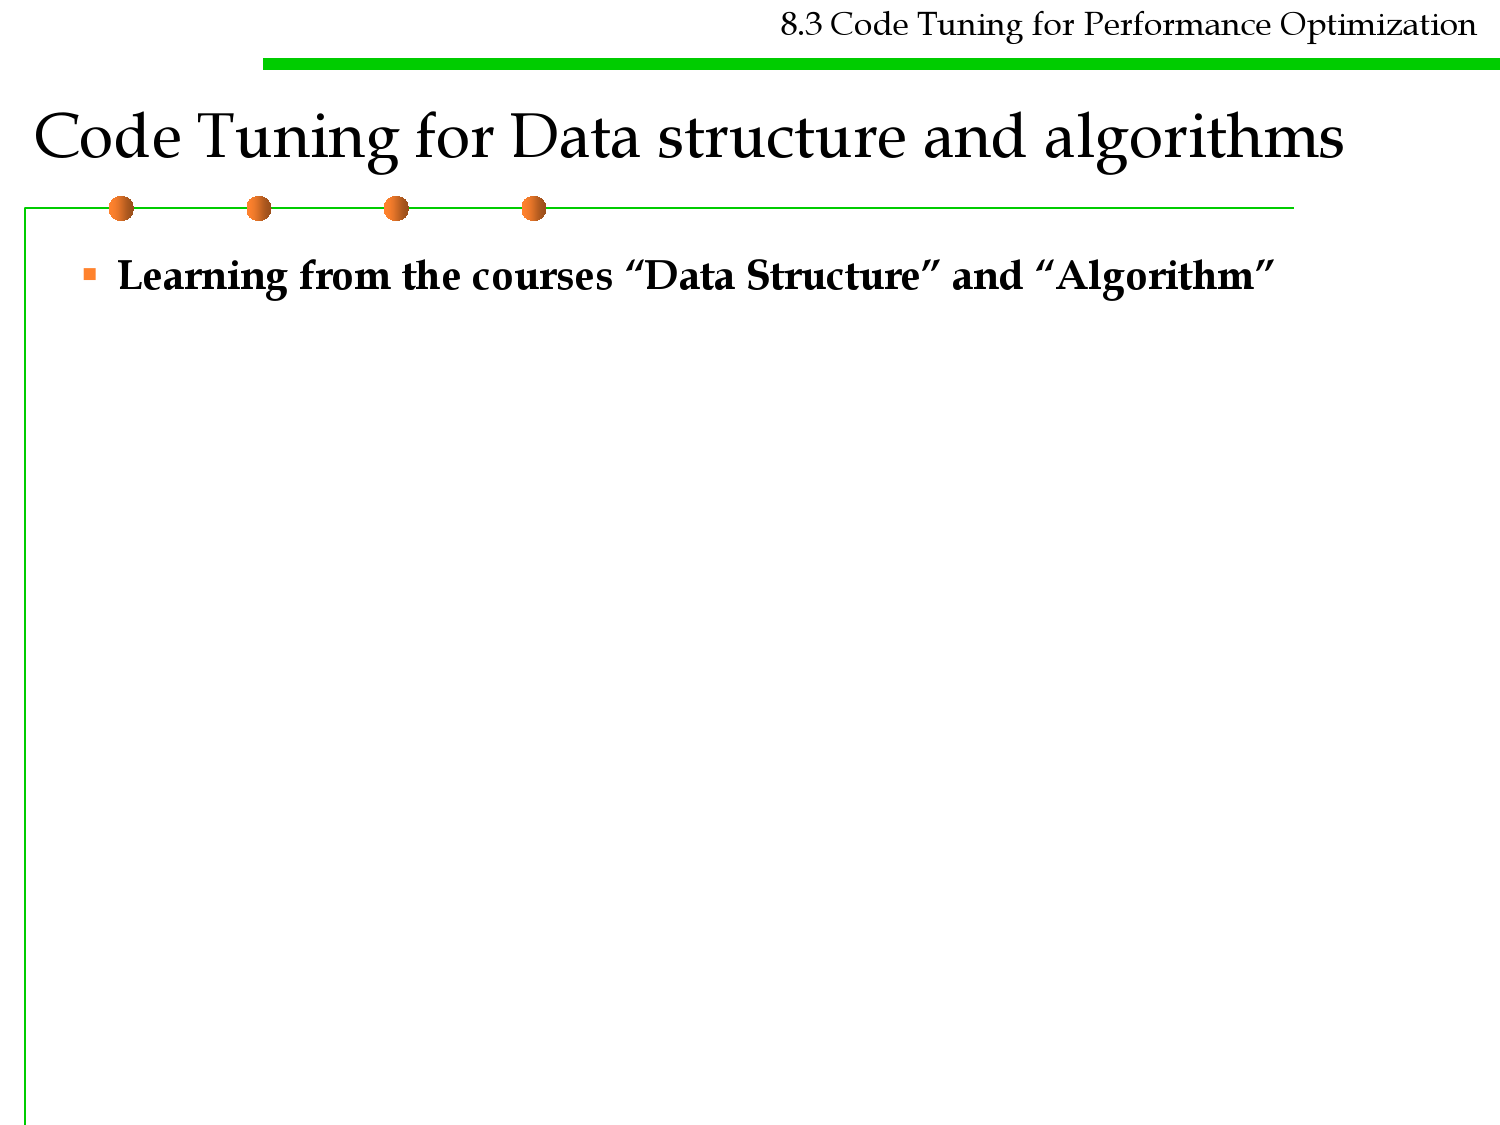 8.3 Code Tuning for Performance Optimization
Code Tuning for Data structure and algorithms
Learning from the courses “Data Structure” and “Algorithm”